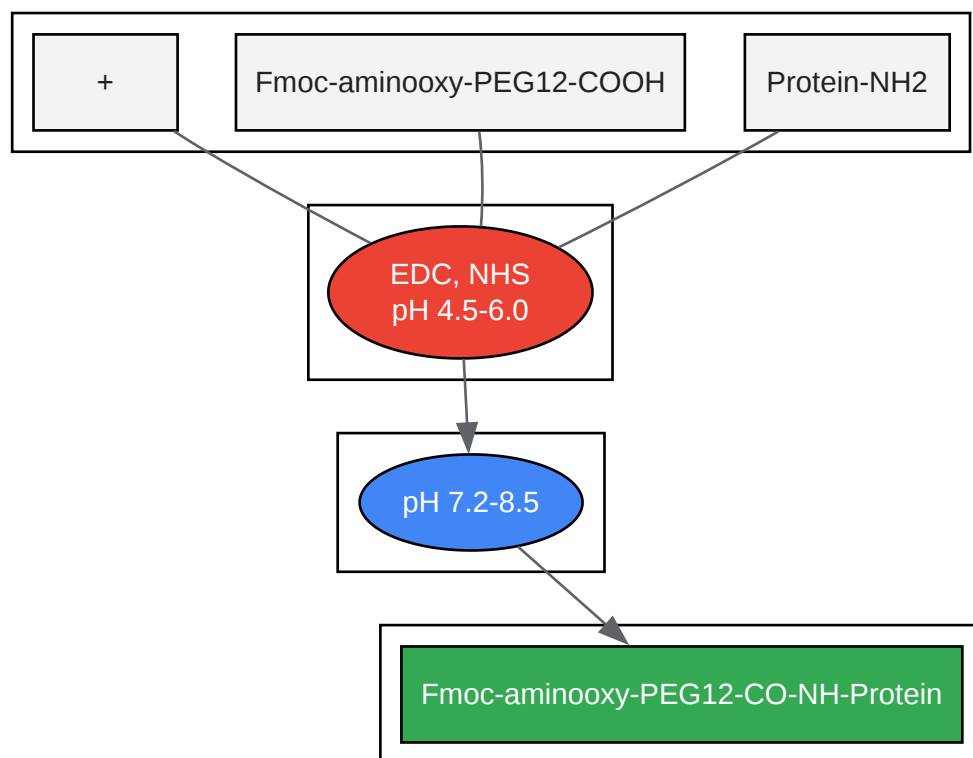 +
Fmoc-aminooxy-PEG12-COOH
Protein-NH2
EDC, NHS
pH 4.5-6.0
pH 7.2-8.5
Fmoc-aminooxy-PEG12-CO-NH-Protein